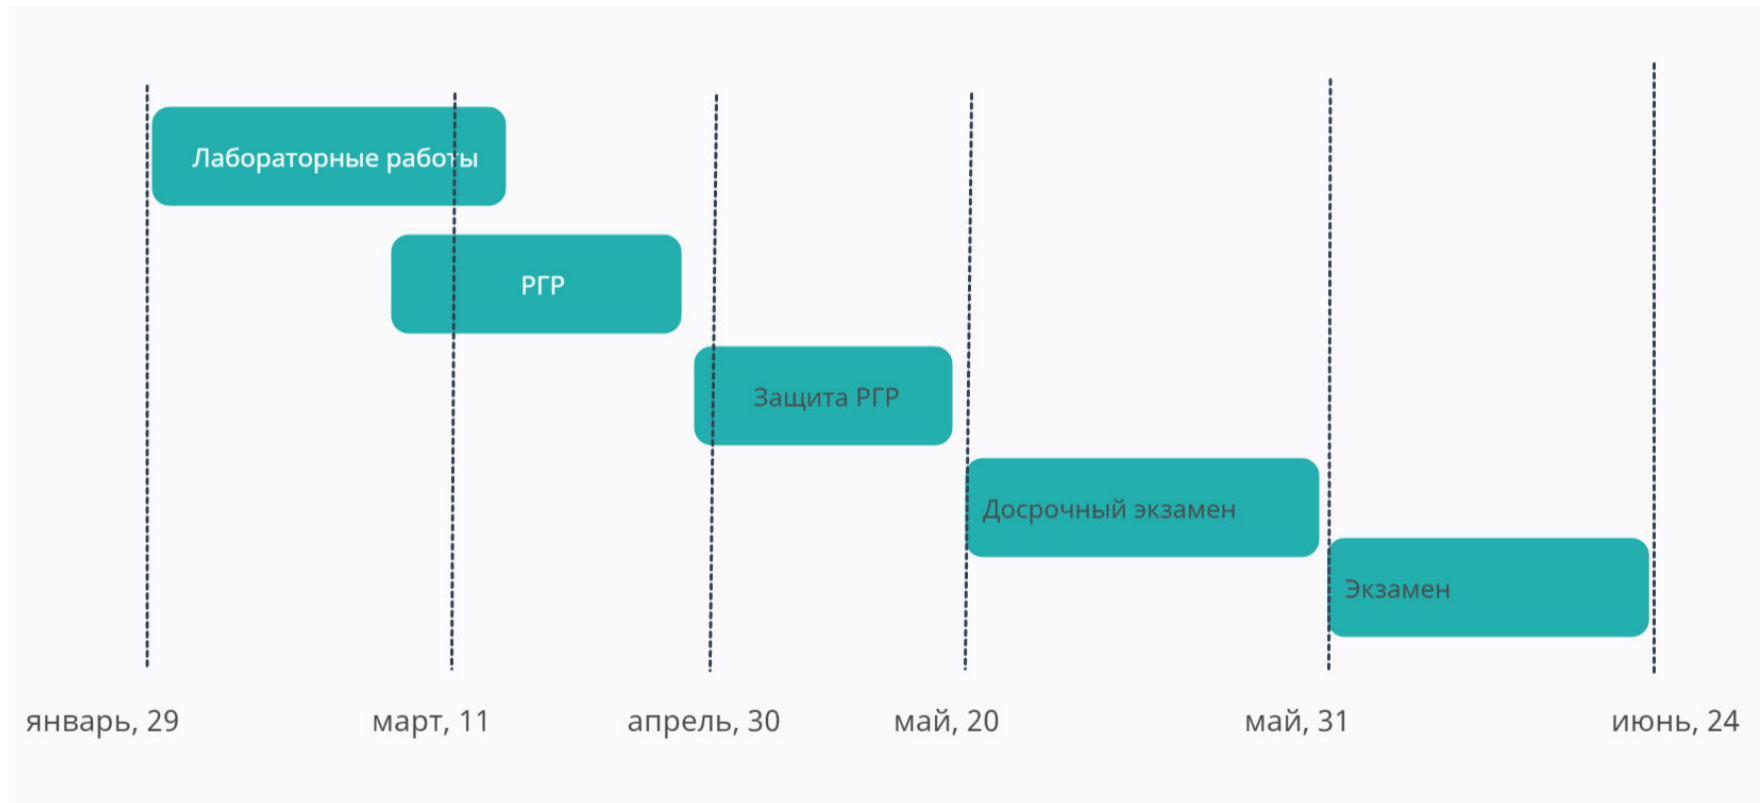 Лабораторные работы
РГР
Защита РГР
Досрочный экзамен
Экзамен
январь, 29
март, 11
апрель, 30
май, 20
май, 31
июнь, 24